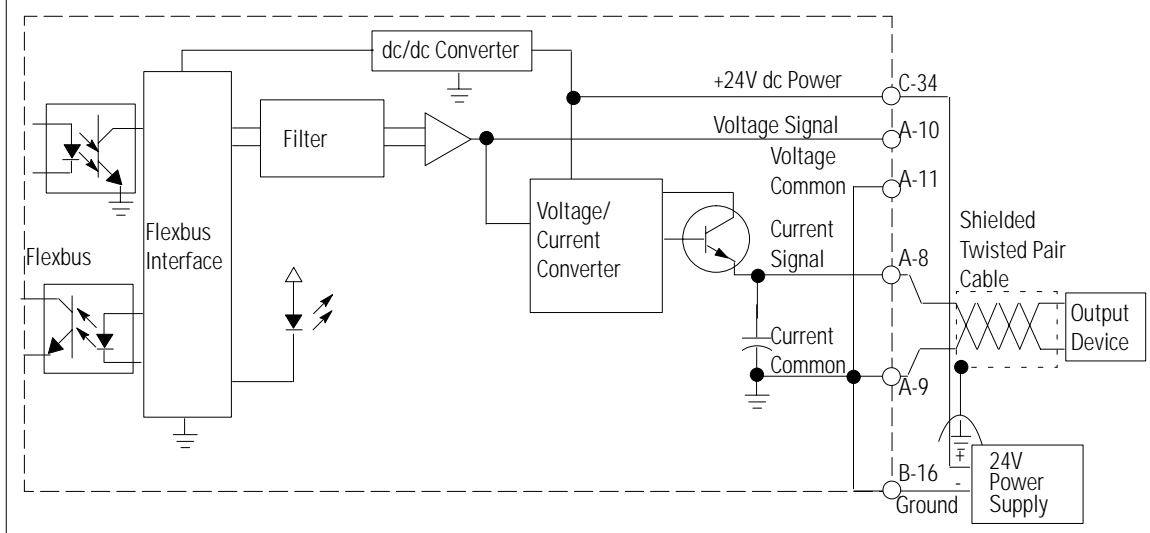 dc/dc Converter
+24V dc Power
C-34
Voltage Signal
A-10
Voltage
Common
A-11
Filter
Voltage/
Current
Converter
Current
Signal
A-8
Shielded
Twisted Pair
Cable
Flexbus
Interface
Flexbus
Output
Device
Current
Common
A-9
+
24V
Power
Supply
-
B-16
Ground